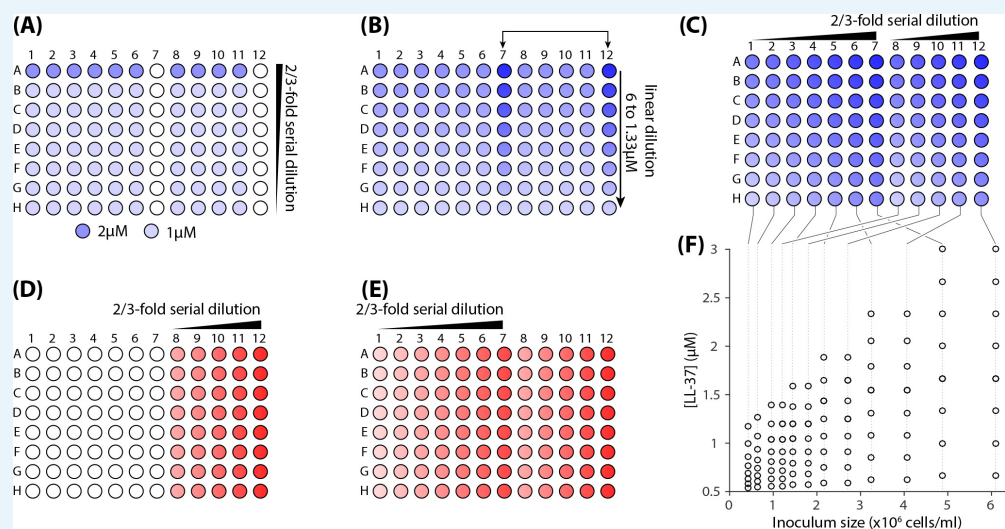 (A)
1 2 3 4 5 6 7 8 9 10 11 12
A
B
C
D
E
F
G
H
2/3-fold serial dilution
2μM
1μM
(B)
1 2 3 4 5 6 7 8 9 10 11 12
A
B
C
D
E
F
G
H
linear dilution
6 to 1.33μM
(C)
2/3-fold serial dilution
1 2 3 4 5 6 7 8 9 10 11 12
A
B
C
D
E
F
G
H
(D)
2/3-fold serial dilution
1 2 3 4 5 6 7 8 9 10 11 12
A
B
C
D
E
F
G
H
(E)
2/3-fold serial dilution
1 2 3 4 5 6 7 8 9 10 11 12
A
B
C
D
E
F
G
H
(F)
3
2.5
2
1.5
1
0.5
[LL-37] (μM)
0 1 2 3 4 5 6
Inoculum size (x10⁶ cells/ml)